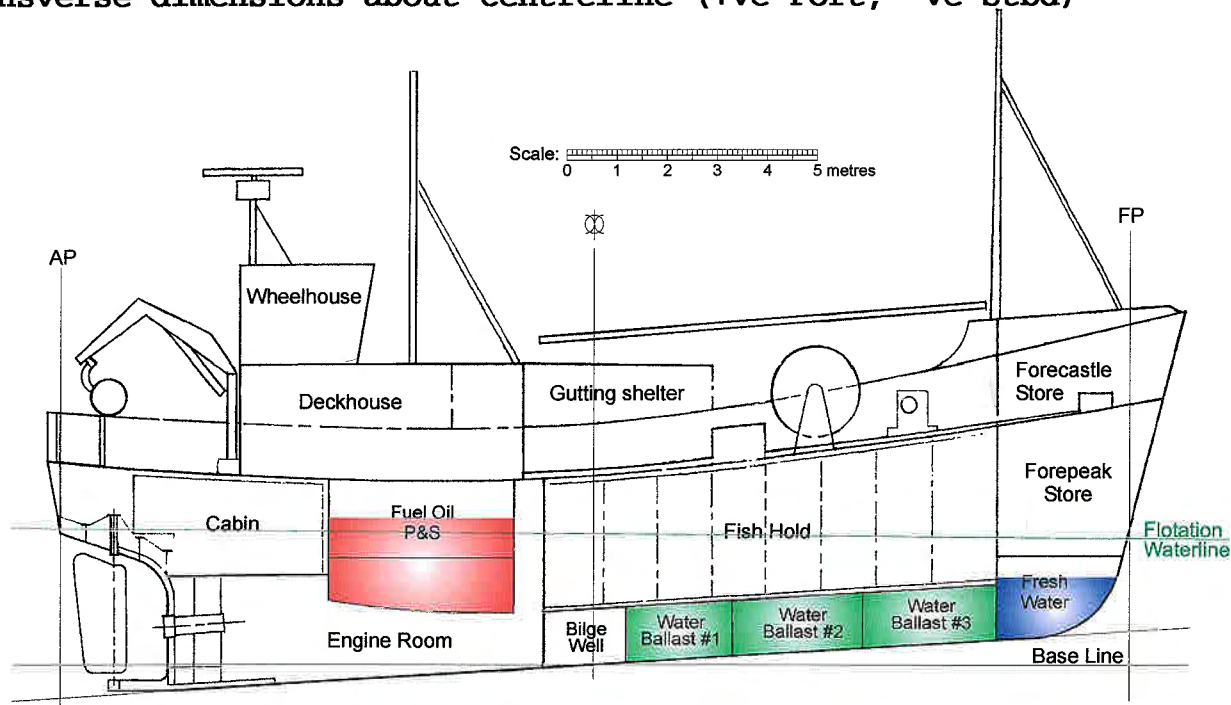 nsverse dimensions about centreline (+ve Port, -ve Stbd)
Scale:
0 1 2 3 4 5 metres
AP
FP
Wheelhouse
Deckhouse
Gutting shelter
Forecastle
Store
Forepeak
Store
Cabin
Fuel Oil
P&S
Fish Hold
Flotation
Waterline
Fresh
Water
Bilge
Well
Water
Ballast #1
Water
Ballast #2
Water
Ballast #3
Engine Room
Base Line